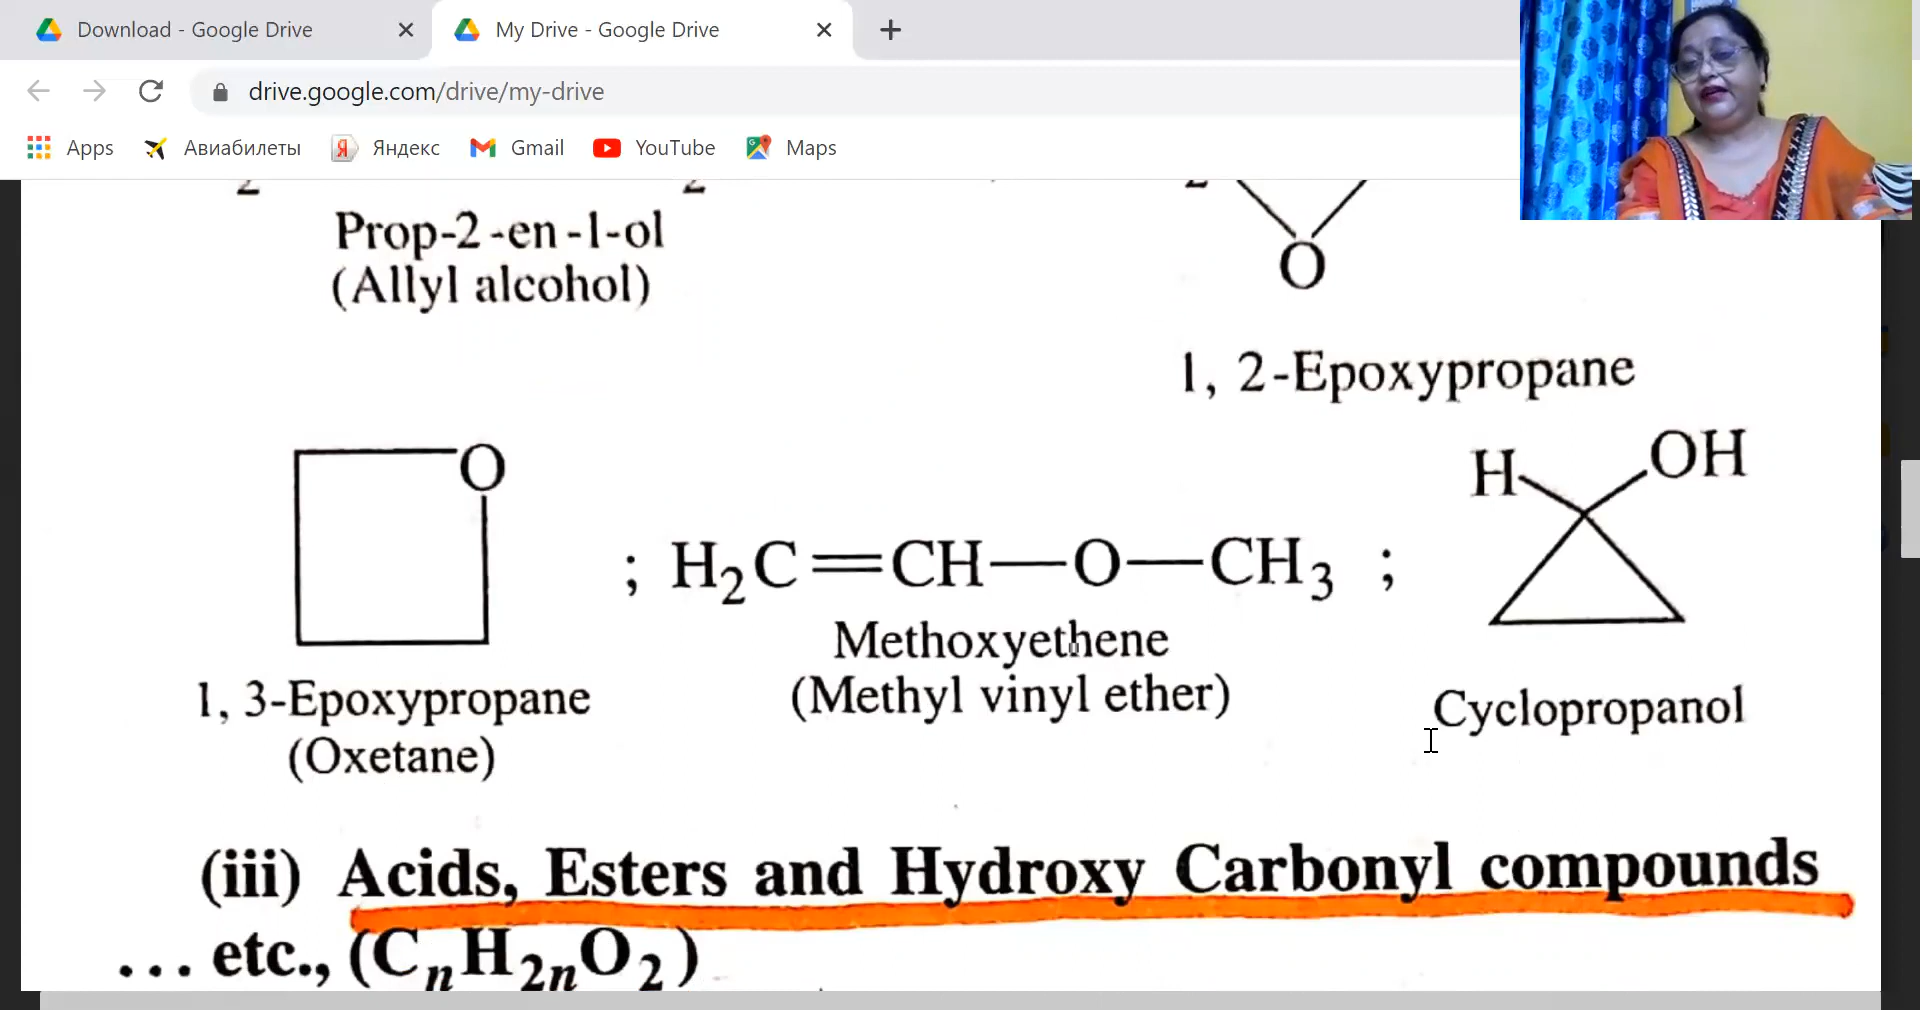 Download - Google Drive
My Drive - Google Drive
drive.google.com/drive/my-drive
Apps
Авиабилеты
Я
Яндекс
Gmail
YouTube
Maps
Prop-2-en-1-ol
(Allyl alcohol)
O
1, 2-Epoxypropane
O
; H₂C=CH—O—CH₃ ;
H
OH
Methoxyethene
(Methyl vinyl ether)
1, 3-Epoxypropane
(Oxetane)
Cyclopropanol
(iii) Acids, Esters and Hydroxy Carbonyl compounds
... etc., (CₙH₂ₙO₂)